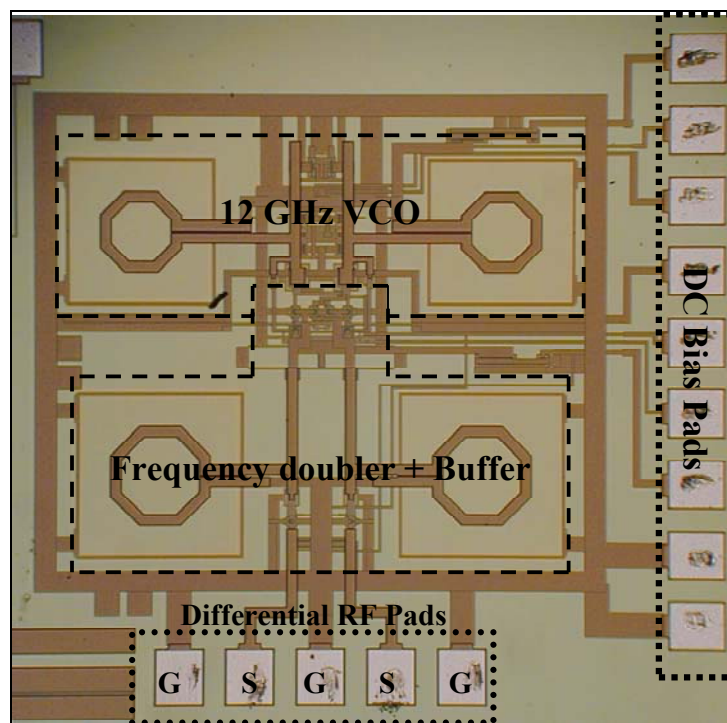 12 GHz VCO
DC Bias Pads
Frequency doubler + Buffer
Differential RF Pads
G S G S G